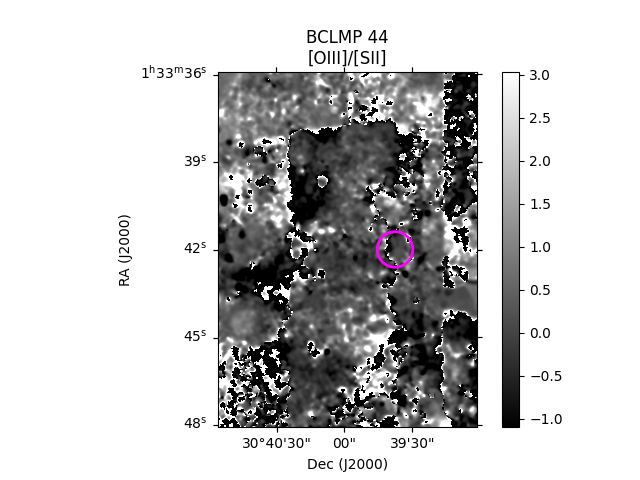 BCLMP 44
[OIII]/[SII]
1ʰ33ᵐ36ˢ
39ˢ
42ˢ
45ˢ
48ˢ
RA (J2000)
30°40'30" 00" 39'30"
Dec (J2000)
3.0
2.5
2.0
1.5
1.0
0.5
0.0
−0.5
−1.0